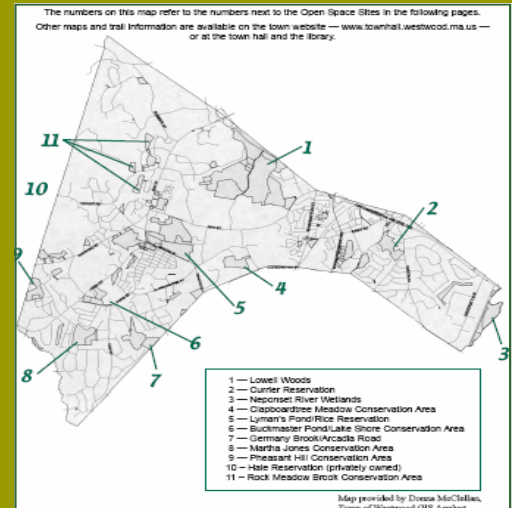 The numbers on this map refer to the numbers next to the Open Space Sites in the following pages.
Other maps and trail information are available on the town website — www.townhall.westwood.ma.us —
or at the town hall and the library.
11
1
10
2
9
5
4
6
3
8
7
1 — Lowell Woods
2 — Currier Reservation
3 — Neponset River Wetlands
4 — Clapboardtree Meadow Conservation Area
5 — Lyman's Pond/Rice Reservation
6 — Buckmaster Pond/Lake Shore Conservation Area
7 — Germany Brook/Arcadia Road
8 — Martha Jones Conservation Area
9 — Pheasant Hill Conservation Area
10 — Hale Reservation (privately owned)
11 — Rock Meadow Brook Conservation Area
Map provided by Donna McClellan,
Town of Westwood GIS Analyst